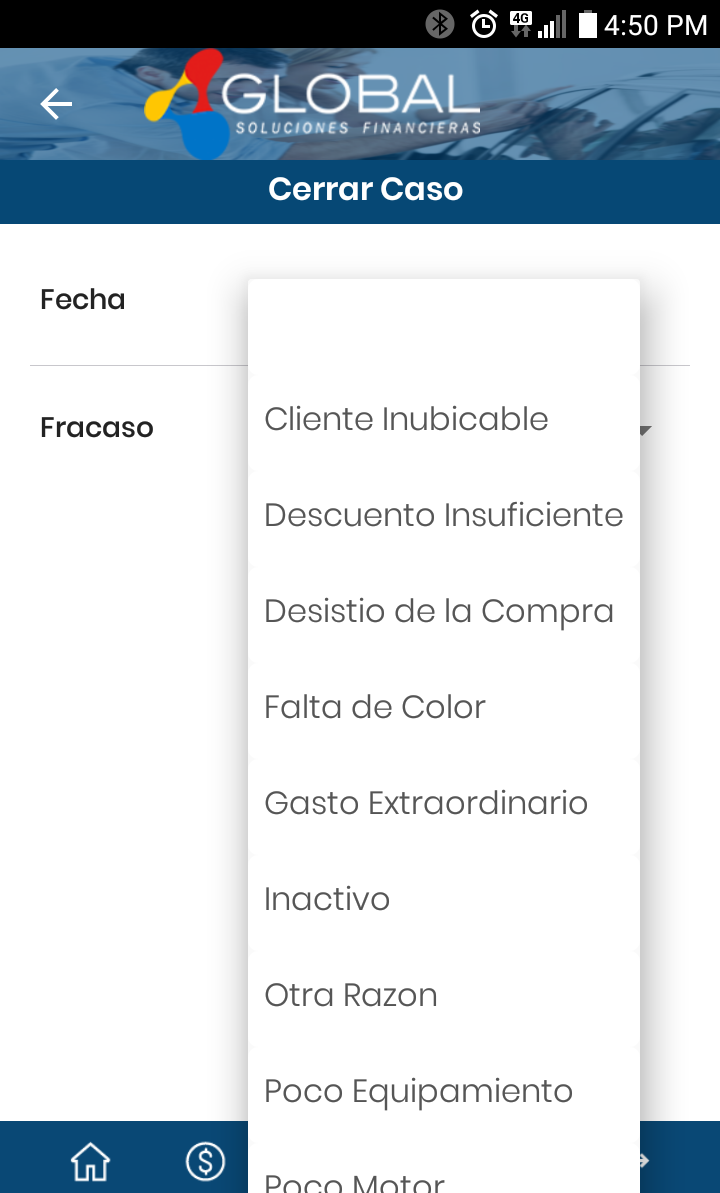 4G
4:50 PM
GLOBAL
SOLUCIONES FINANCIERAS
Cerrar Caso
Fecha
Fracaso
Cliente Inubicable
Descuento Insuficiente
Desistio de la Compra
Falta de Color
Gasto Extraordinario
Inactivo
Otra Razon
Poco Equipamiento
Poco Motor